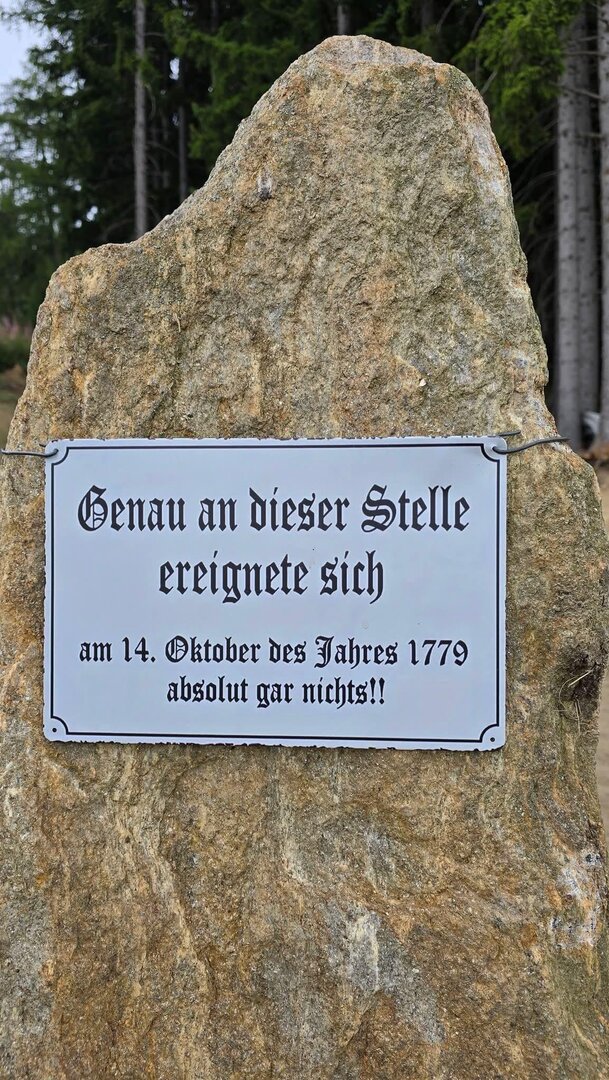 Genau an dieser Stelle
ereignete sich
am 14. Oktober des Jahres 1779
absolut gar nichts!!